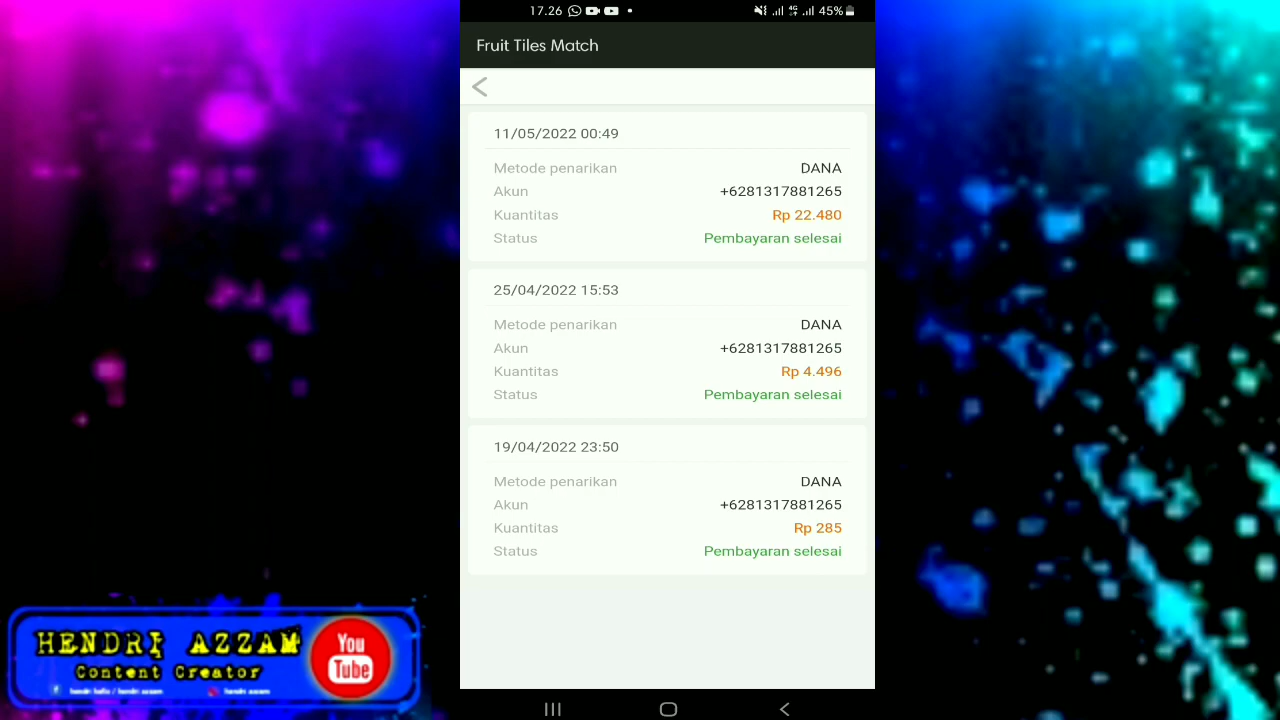 17.26
4G
45%
Fruit Tiles Match
11/05/2022 00:49
Metode penarikan DANA
Akun +6281317881265
Kuantitas Rp 22.480
Status Pembayaran selesai
25/04/2022 15:53
Metode penarikan DANA
Akun +6281317881265
Kuantitas Rp 4.496
Status Pembayaran selesai
19/04/2022 23:50
Metode penarikan DANA
Akun +6281317881265
Kuantitas Rp 285
Status Pembayaran selesai
HENDRI AZZAM
Content Creator
You
Tube
hendri azzam